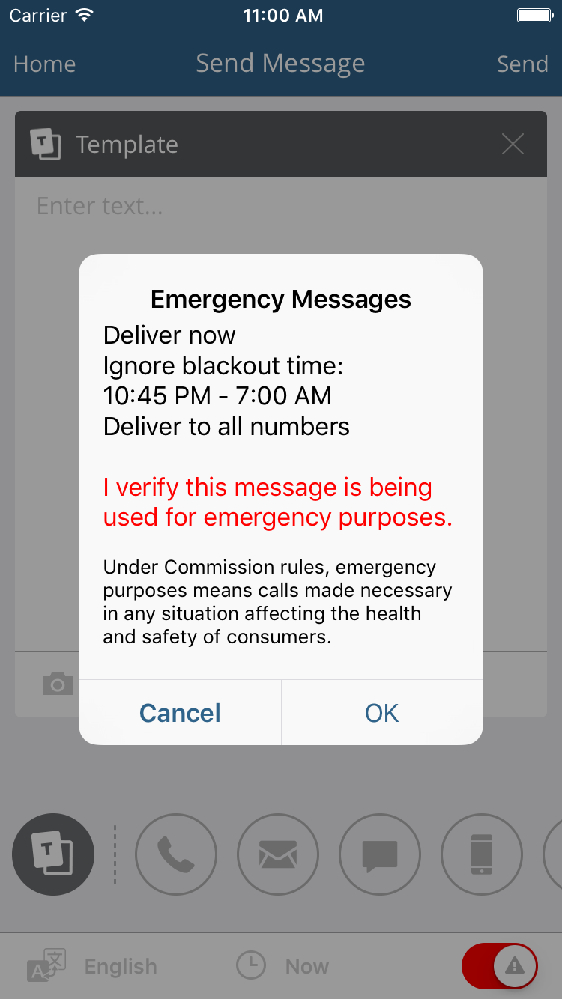 Carrier 11:00 AM
Home Send Message Send
T Template
Enter text...
Emergency Messages
Deliver now
Ignore blackout time:
10:45 PM - 7:00 AM
Deliver to all numbers
I verify this message is being
used for emergency purposes.
Under Commission rules, emergency
purposes means calls made necessary
in any situation affecting the health
and safety of consumers.
Cancel OK
T
A 文 English Now